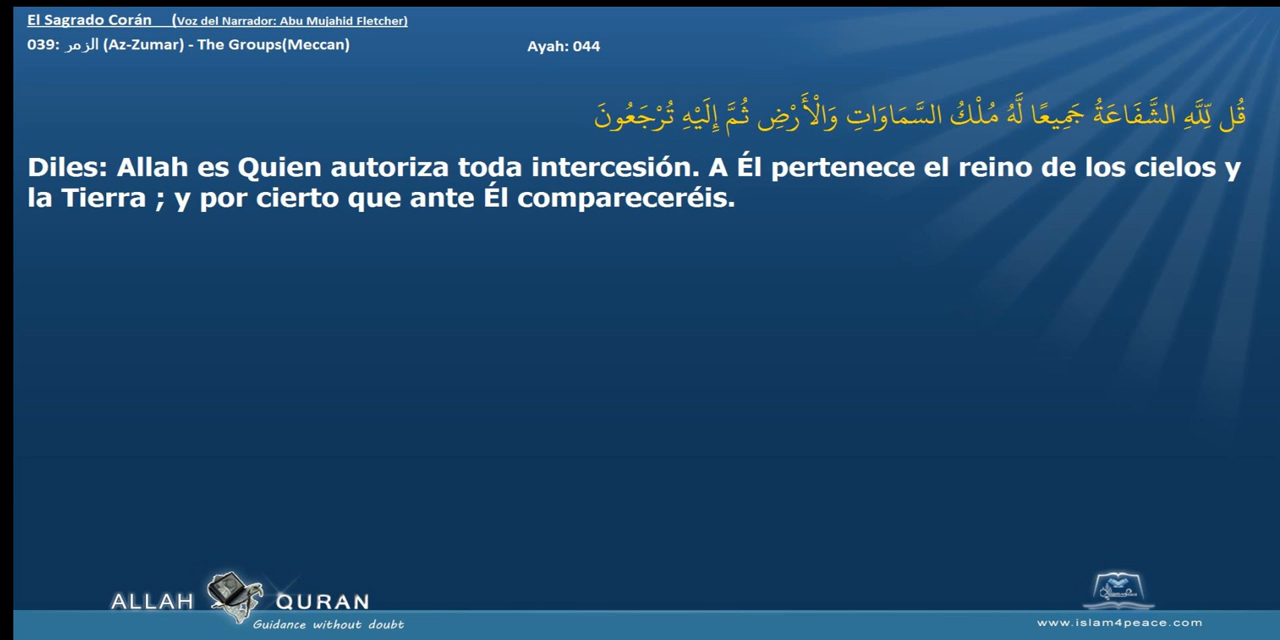 El Sagrado Corán (Voz del Narrador: Abu Mujahid Fletcher)
039: الزمر (Az-Zumar) - The Groups(Meccan) Ayah: 044
قُل لِّلَّهِ الشَّفَاعَةُ جَمِيعًا لَّهُ مُلْكُ السَّمَاوَاتِ وَالْأَرْضِ ثُمَّ إِلَيْهِ تُرْجَعُونَ
Diles: Allah es Quien autoriza toda intercesión. A Él pertenece el reino de los cielos y
la Tierra ; y por cierto que ante Él compareceréis.
ALLAH QURAN
Guidance without doubt
www.islam4peace.com